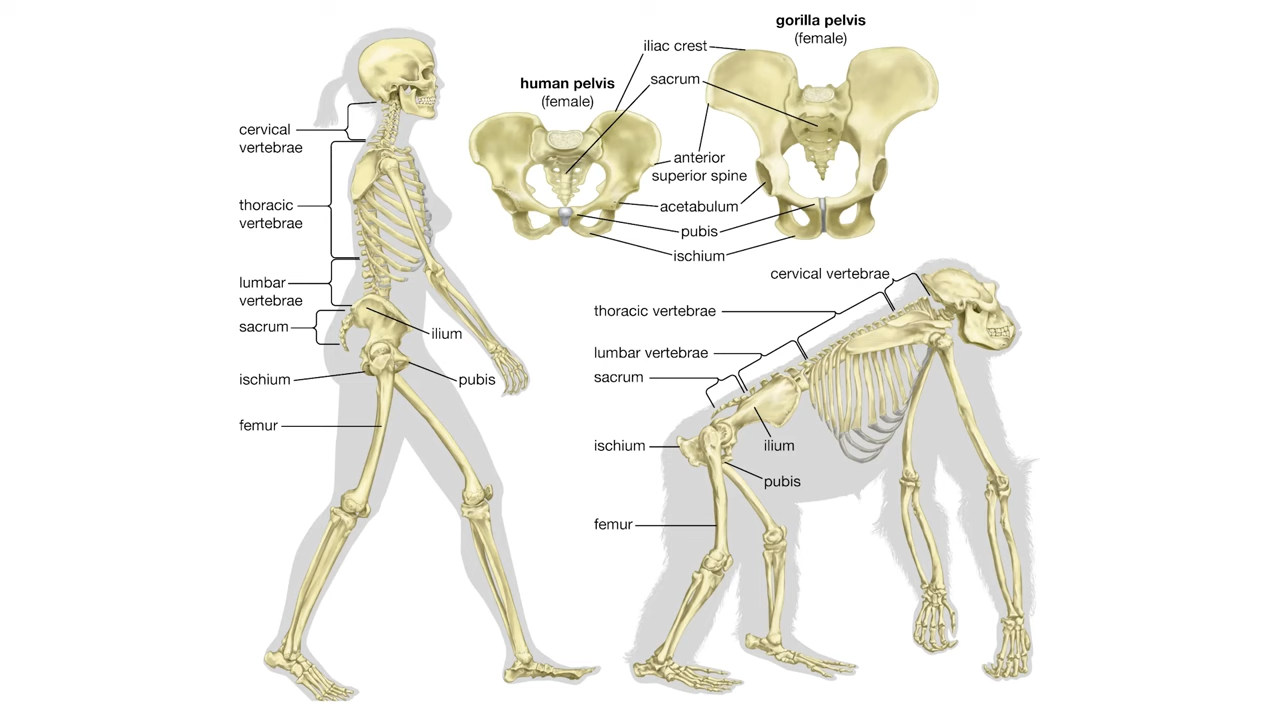 gorilla pelvis
(female)
iliac crest
sacrum
human pelvis
(female)
anterior
superior spine
acetabulum
pubis
ischium
cervical
vertebrae
thoracic
vertebrae
lumbar
vertebrae
sacrum
ilium
ischium
pubis
femur
cervical vertebrae
thoracic vertebrae
lumbar vertebrae
sacrum
ischium
ilium
pubis
femur